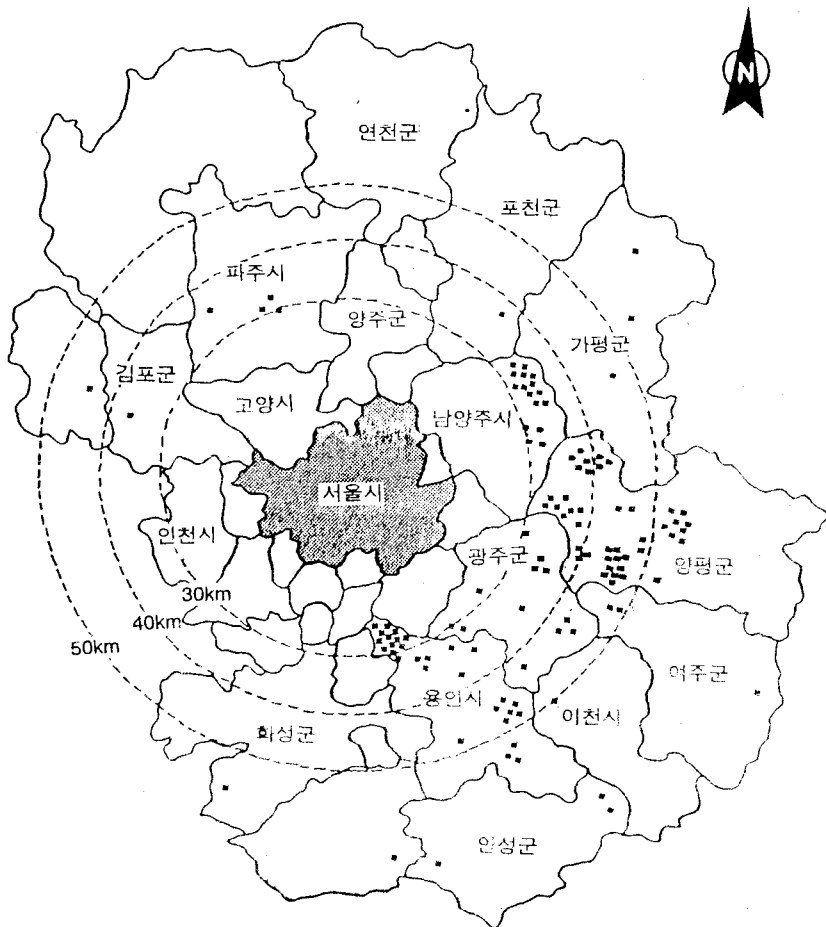 N
연천군
포천군
파주시
양주군
가평군
김포군
고양시
남양주시
서울시
인천시
광주군
양평군
30km
40km
50km
여주군
용인시
이천시
화성군
안성군